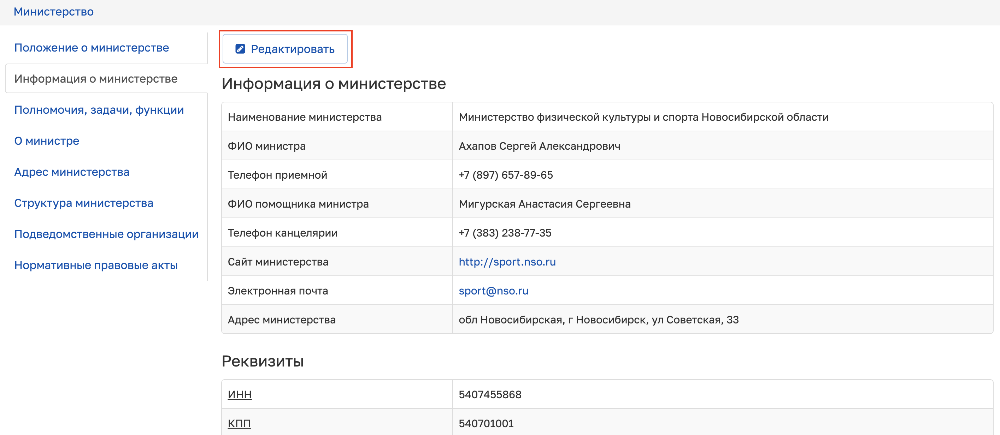 Министерство
Положение о министерстве
Информация о министерстве
Полномочия, задачи, функции
О министре
Адрес министерства
Структура министерства
Подведомственные организации
Нормативные правовые акты
Редактировать
Информация о министерстве
Наименование министерства Министерство физической культуры и спорта Новосибирской области
ФИО министра Ахапов Сергей Александрович
Телефон приемной +7 (897) 657-89-65
ФИО помощника министра Мигурская Анастасия Сергеевна
Телефон канцелярии +7 (383) 238-77-35
Сайт министерства http://sport.nso.ru
Электронная почта sport@nso.ru
Адрес министерства обл Новосибирская, г Новосибирск, ул Советская, 33
Реквизиты
ИНН 5407455868
КПП 540701001